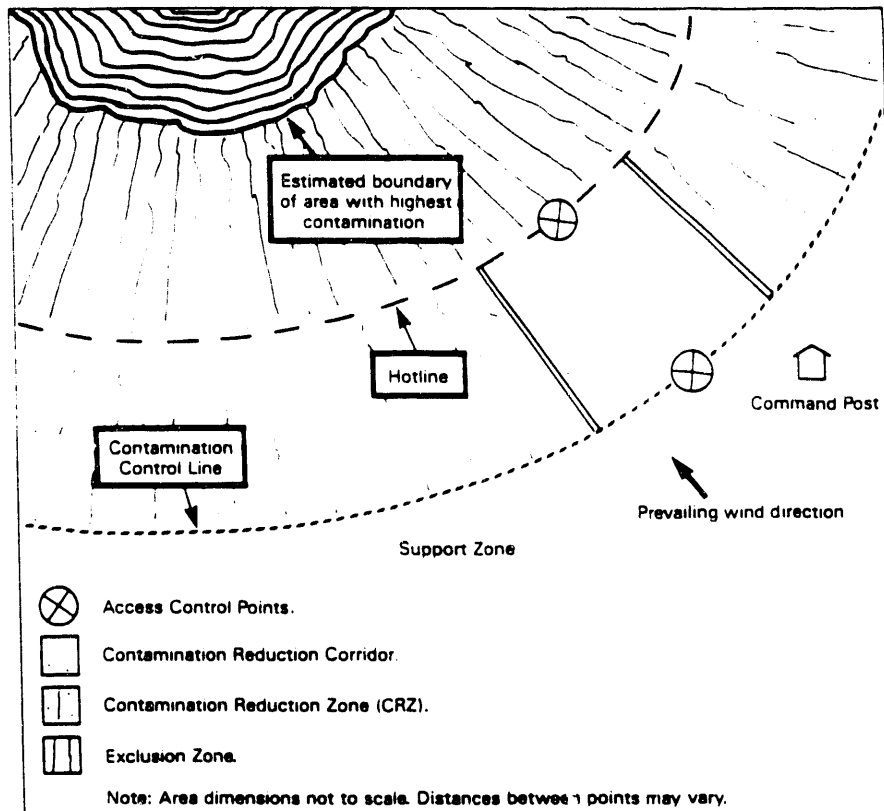 Estimated boundary
of area with highest
contamination
Hotline
Command Post
Contamination
Control Line
Prevailing wind direction
Support Zone
Access Control Points.
Contamination Reduction Corridor.
Contamination Reduction Zone (CRZ).
Exclusion Zone.
Note: Area dimensions not to scale. Distances between points may vary.